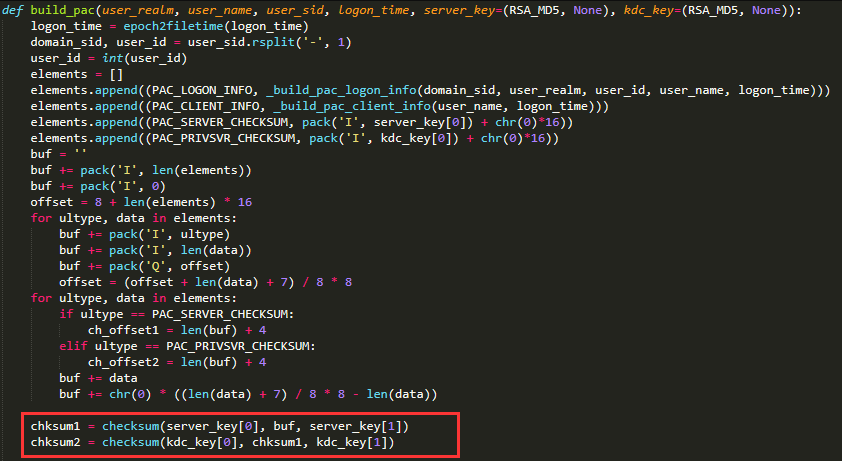 def build_pac(user_realm, user_name, user_sid, logon_time, server_key=(RSA_MD5, None), kdc_key=(RSA_MD5, None)):
    logon_time = epoch2filetime(logon_time)
    domain_sid, user_id = user_sid.rsplit('-', 1)
    user_id = int(user_id)
    elements = []
    elements.append((PAC_LOGON_INFO, _build_pac_logon_info(domain_sid, user_realm, user_id, user_name, logon_time)))
    elements.append((PAC_CLIENT_INFO, _build_pac_client_info(user_name, logon_time)))
    elements.append((PAC_SERVER_CHECKSUM, pack('I', server_key[0]) + chr(0)*16))
    elements.append((PAC_PRIVSVR_CHECKSUM, pack('I', kdc_key[0]) + chr(0)*16))
    buf = ''
    buf += pack('I', len(elements))
    buf += pack('I', 0)
    offset = 8 + len(elements) * 16
    for ultype, data in elements:
        buf += pack('I', ultype)
        buf += pack('I', len(data))
        buf += pack('Q', offset)
        offset = (offset + len(data) + 7) / 8 * 8
    for ultype, data in elements:
        if ultype == PAC_SERVER_CHECKSUM:
            ch_offset1 = len(buf) + 4
        elif ultype == PAC_PRIVSVR_CHECKSUM:
            ch_offset2 = len(buf) + 4
        buf += data
        buf += chr(0) * ((len(data) + 7) / 8 * 8 - len(data))
    chksum1 = checksum(server_key[0], buf, server_key[1])
    chksum2 = checksum(kdc_key[0], chksum1, kdc_key[1])